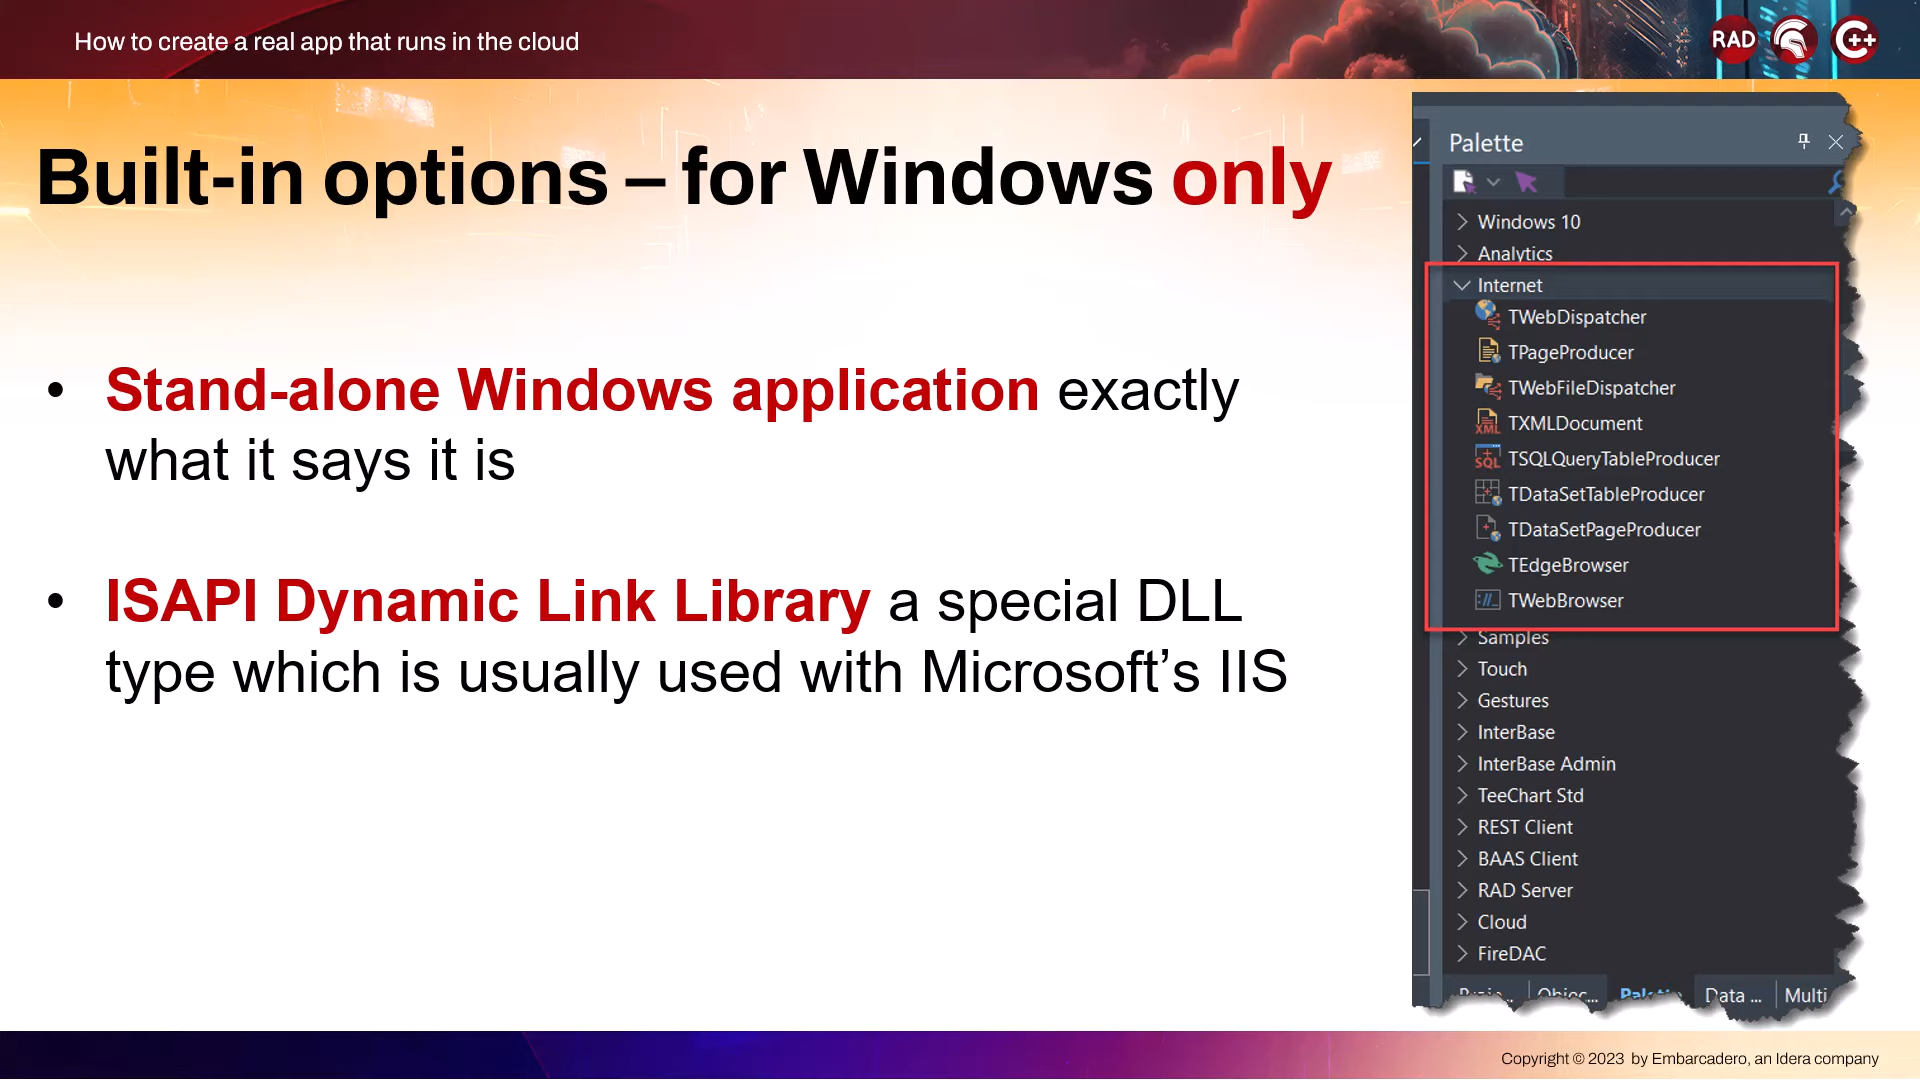 How to create a real app that runs in the cloud
RAD
C++
Built-in options – for Windows only
• Stand-alone Windows application exactly
what it says it is
• ISAPI Dynamic Link Library a special DLL
type which is usually used with Microsoft’s IIS
Palette
Windows 10
Analytics
Internet
TWebDispatcher
TPageProducer
TWebFileDispatcher
XML
TXMLDocument
SQL
TSQLQueryTableProducer
TDataSetTableProducer
TDataSetPageProducer
TEdgeBrowser
://_
TWebBrowser
Samples
Touch
Gestures
InterBase
InterBase Admin
TeeChart Std
REST Client
BAAS Client
RAD Server
Cloud
FireDAC
Objec... Palette Data ... Multi
Copyright © 2023 by Embarcadero, an Idera company